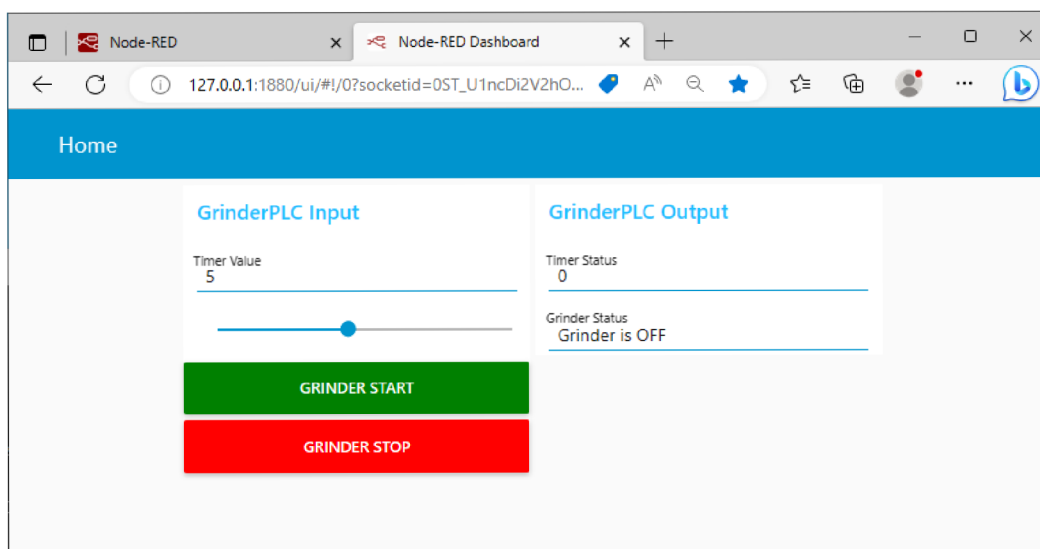 Node-RED
Node-RED Dashboard
127.0.0.1:1880/ui/#!/0?socketid=0ST_U1ncDi2V2hO...
Home
GrinderPLC Input
Timer Value
5
GRINDER START
GRINDER STOP
GrinderPLC Output
Timer Status
0
Grinder Status
Grinder is OFF